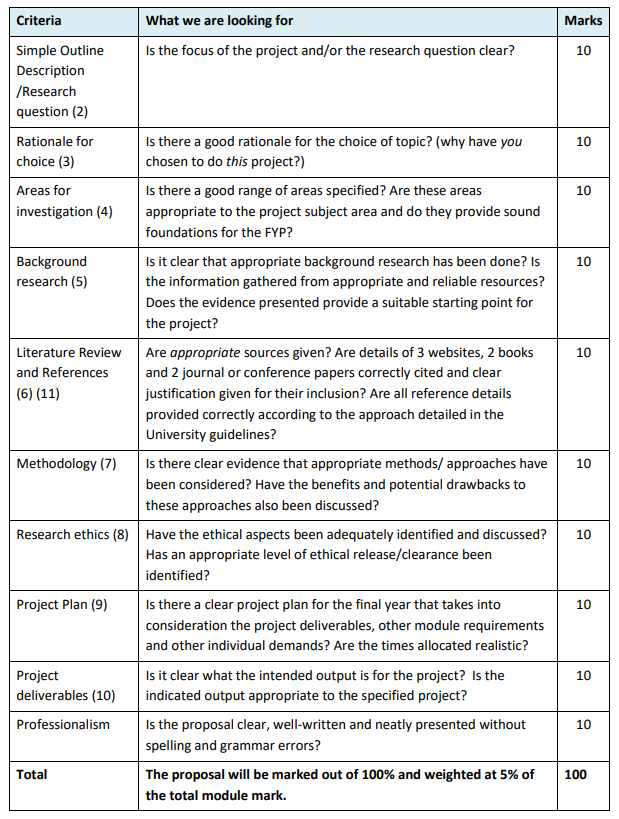 Criteria What we are looking for Marks
Simple Outline Is the focus of the project and/or the research question clear? 10
Description
/Research
question (2)
Rationale for Is there a good rationale for the choice of topic? (why have you 10
choice (3) chosen to do this project?)
Areas for Is there a good range of areas specified? Are these areas 10
investigation (4) appropriate to the project subject area and do they provide sound
foundations for the FYP?
Background Is it clear that appropriate background research has been done? Is 10
research (5) the information gathered from appropriate and reliable resources?
Does the evidence presented provide a suitable starting point for
the project?
Literature Review Are appropriate sources given? Are details of 3 websites, 2 books 10
and References and 2 journal or conference papers correctly cited and clear
(6) (11) justification given for their inclusion? Are all reference details
provided correctly according to the approach detailed in the
University guidelines?
Methodology (7) Is there clear evidence that appropriate methods/ approaches have 10
been considered? Have the benefits and potential drawbacks to
these approaches also been discussed?
Research ethics (8) Have the ethical aspects been adequately identified and discussed? 10
Has an appropriate level of ethical release/clearance been
identified?
Project Plan (9) Is there a clear project plan for the final year that takes into 10
consideration the project deliverables, other module requirements
and other individual demands? Are the times allocated realistic?
Project Is it clear what the intended output is for the project? Is the 10
deliverables (10) indicated output appropriate to the specified project?
Professionalism Is the proposal clear, well-written and neatly presented without 10
spelling and grammar errors?
Total The proposal will be marked out of 100% and weighted at 5% of 100
the total module mark.